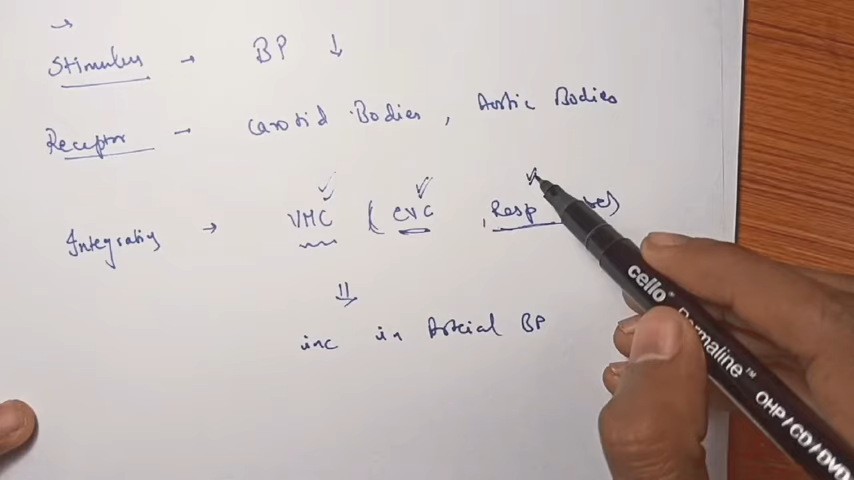 →
Stimulus → BP ↓
Receptor → Carotid Bodies, Aortic Bodies
Integrating → VMC (CVC, Resp
⇓
inc in Arterial BP
cello Permaline™ OHP/CD/DVD